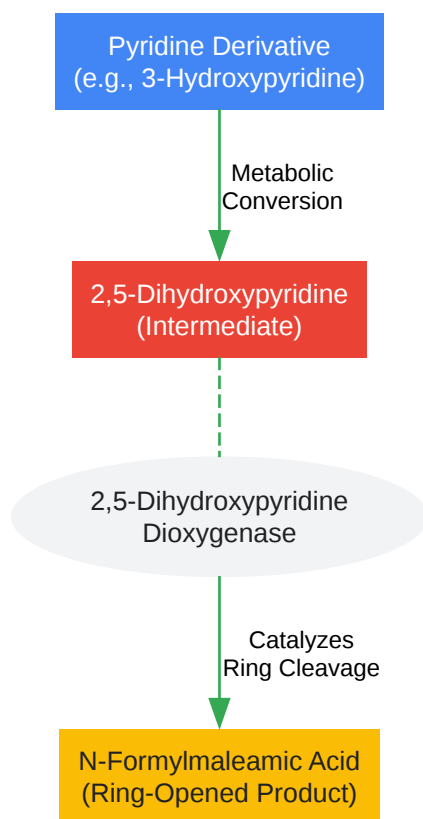 Pyridine Derivative
(e.g., 3-Hydroxypyridine)
Metabolic
Conversion
2,5-Dihydroxypyridine
(Intermediate)
2,5-Dihydroxypyridine
Dioxygenase
Catalyzes
Ring Cleavage
N-Formylmaleamic Acid
(Ring-Opened Product)